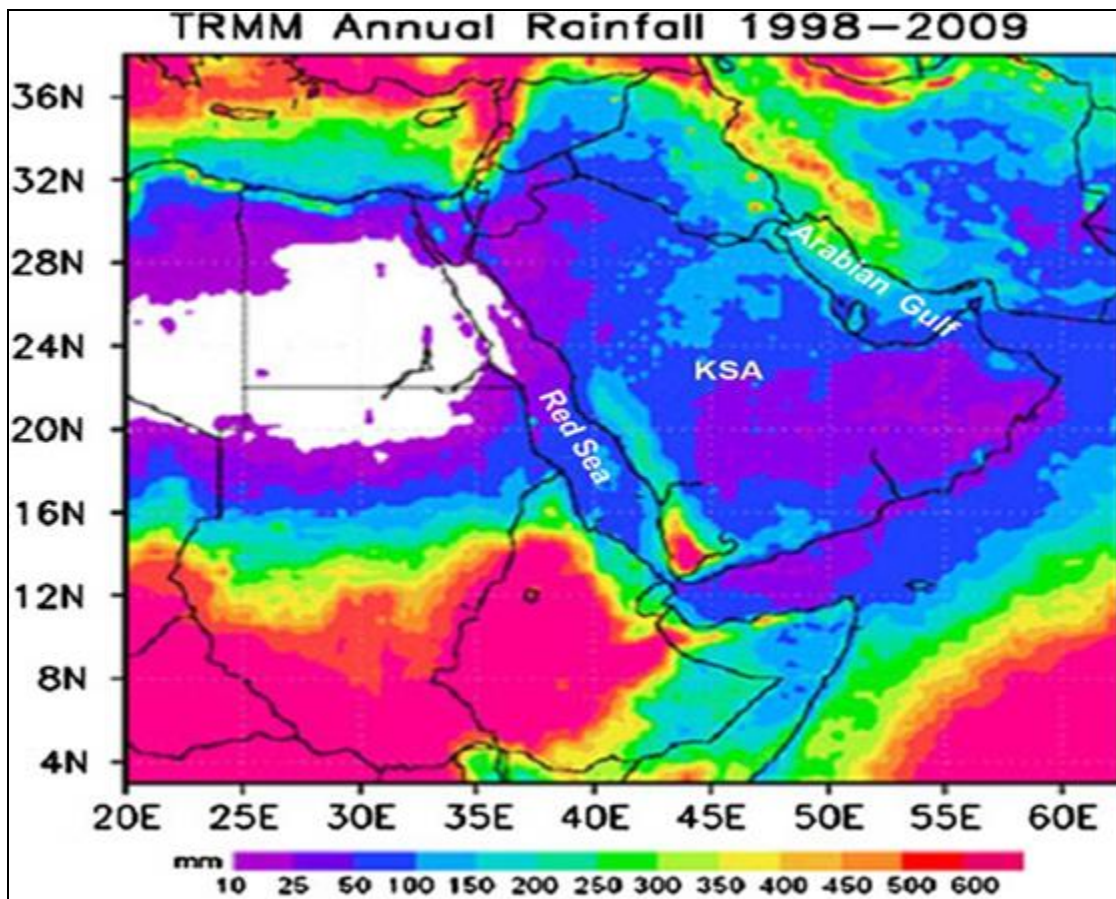 TRMM Annual Rainfall 1998-2009
36N
32N
28N
24N
20N
16N
12N
8N
4N
Arabian Gulf
KSA
Red Sea
20E 25E 30E 35E 40E 45E 50E 55E 60E
mm
10 25 50 100 150 200 250 300 350 400 450 500 600